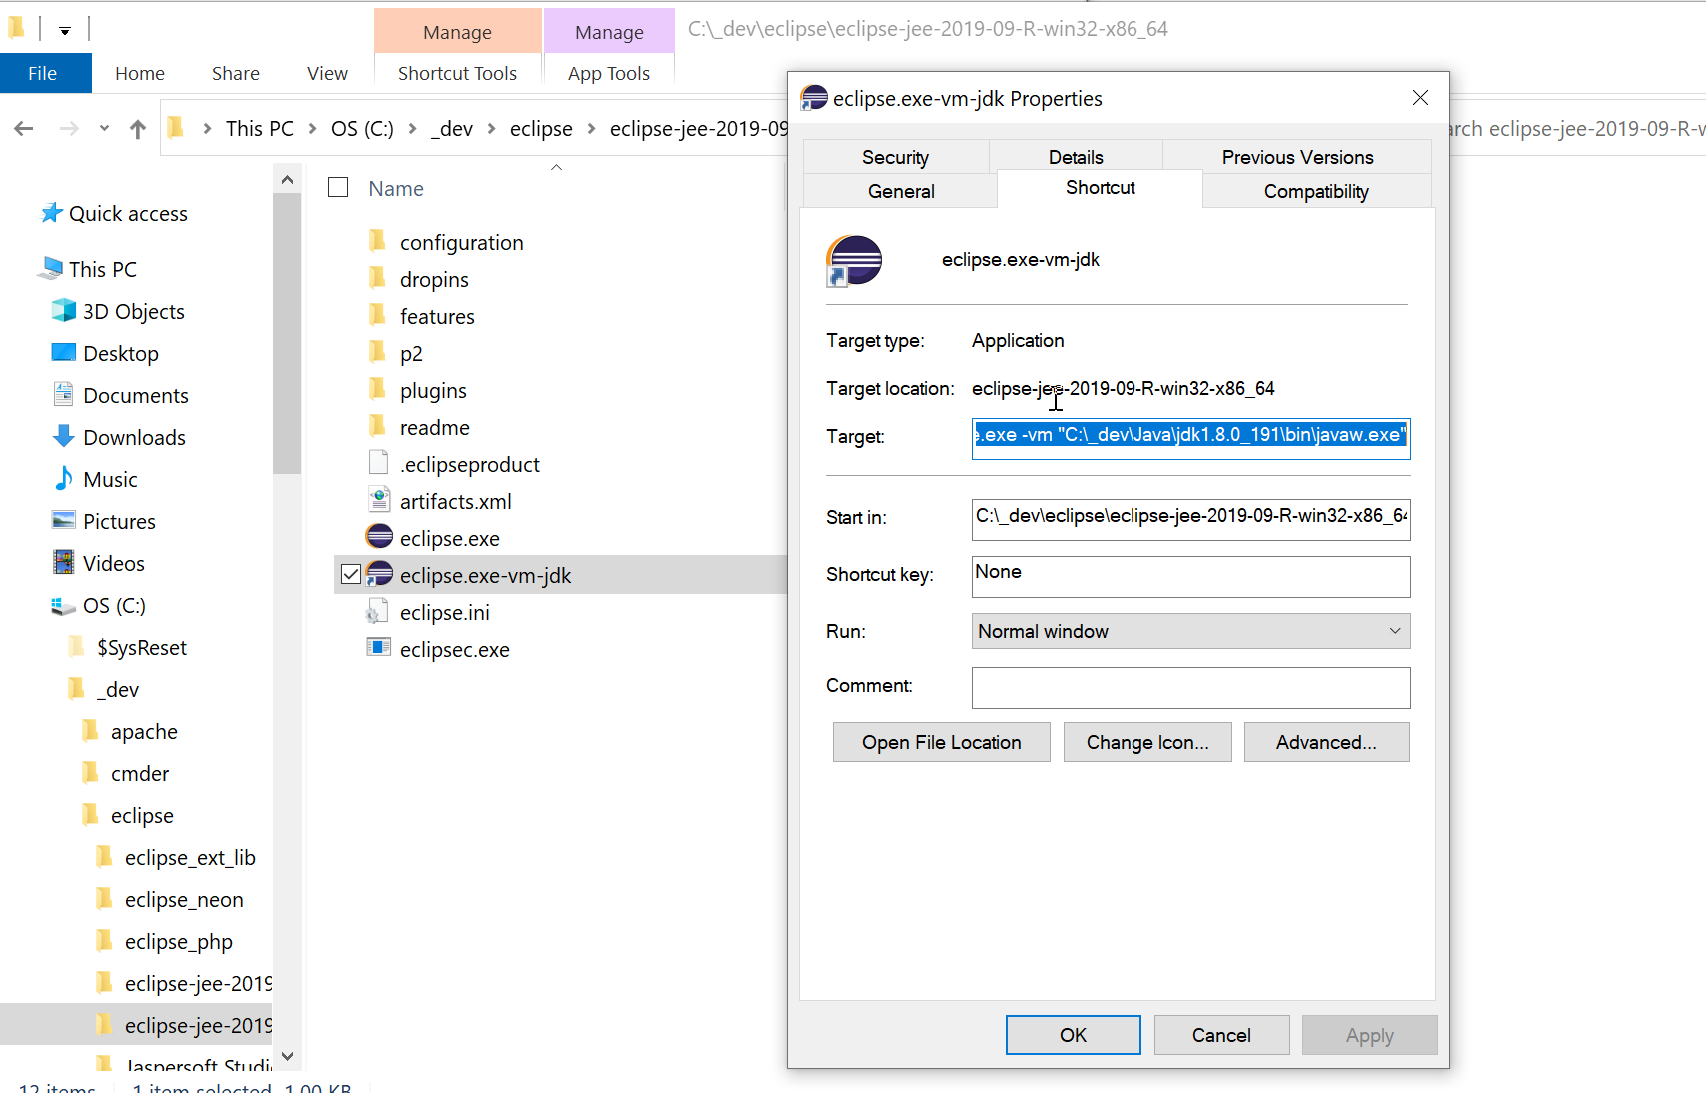 Manage
Manage
C:\_dev\eclipse\eclipse-jee-2019-09-R-win32-x86_64
File
Home
Share
View
Shortcut Tools
App Tools
This PC
OS (C:)
_dev
eclipse
eclipse-jee-2019-09
arch eclipse-jee-2019-09-R-w
Quick access
This PC
3D Objects
Desktop
Documents
Downloads
Music
Pictures
Videos
OS (C:)
$SysReset
_dev
apache
cmder
eclipse
eclipse_ext_lib
eclipse_neon
eclipse_php
eclipse-jee-2019
eclipse-jee-2019
Jaspersoft Studi
Name
configuration
dropins
features
p2
plugins
readme
.eclipseproduct
artifacts.xml
eclipse.exe
eclipse.exe-vm-jdk
eclipse.ini
eclipsec.exe
12 items
1 item selected 1.00 KB
eclipse.exe-vm-jdk Properties
Security
Details
Previous Versions
General
Shortcut
Compatibility
eclipse.exe-vm-jdk
Target type: Application
Target location: eclipse-jee-2019-09-R-win32-x86_64
Target: e.exe -vm "C:\_dev\Java\jdk1.8.0_191\bin\javaw.exe"
Start in: C:\_dev\eclipse\eclipse-jee-2019-09-R-win32-x86_64
Shortcut key: None
Run: Normal window
Comment:
Open File Location
Change Icon...
Advanced...
OK
Cancel
Apply